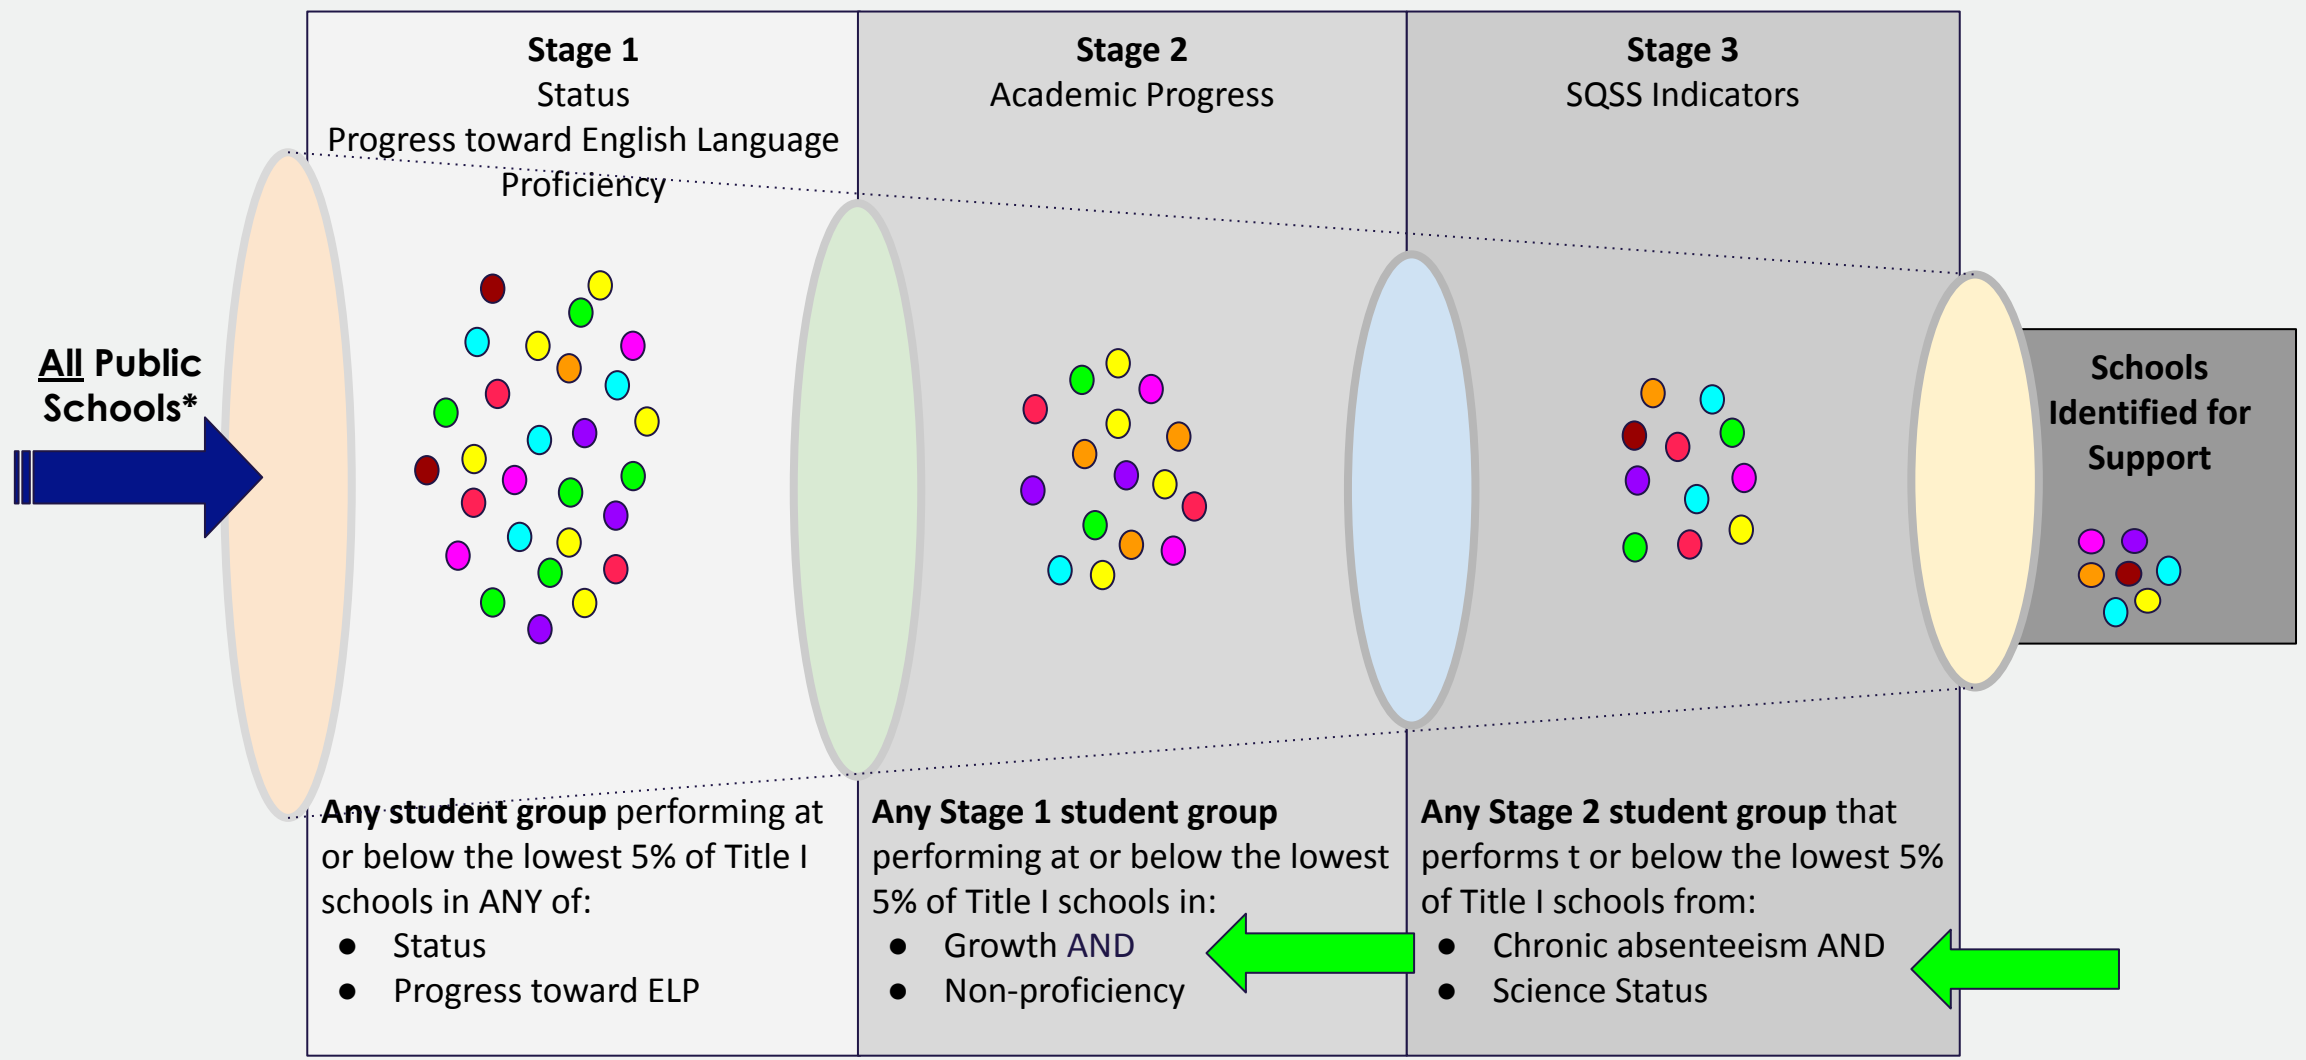 All Public
Schools*
Stage 1
Status
Progress toward English Language
Proficiency
Any student group performing at
or below the lowest 5% of Title I
schools in ANY of:
● Status
● Progress toward ELP
Stage 2
Academic Progress
Any Stage 1 student group
performing at or below the lowest
5% of Title I schools in:
● Growth AND
● Non-proficiency
Stage 3
SQSS Indicators
Any Stage 2 student group that
performs t or below the lowest 5%
of Title I schools from:
● Chronic absenteeism AND
● Science Status
Schools
Identified for
Support